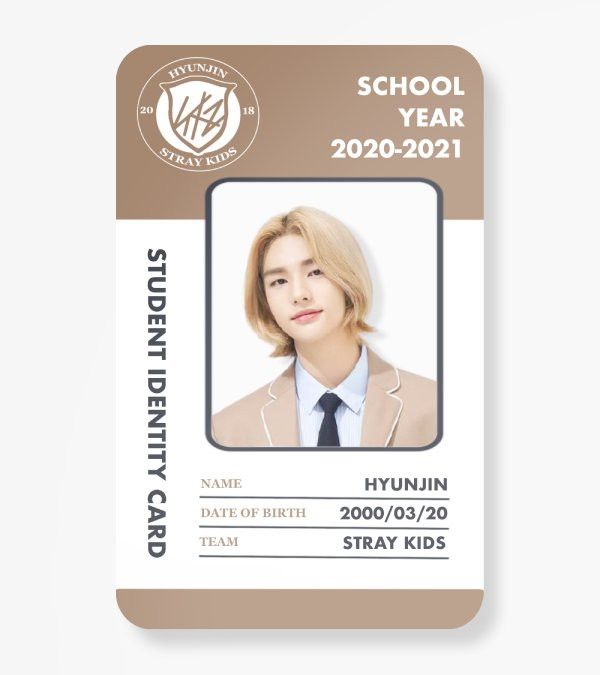 HYUNJIN
20 18
STRAY KIDS
SCHOOL
YEAR
2020-2021
STUDENT IDENTITY CARD
NAME HYUNJIN
DATE OF BIRTH 2000/03/20
TEAM STRAY KIDS